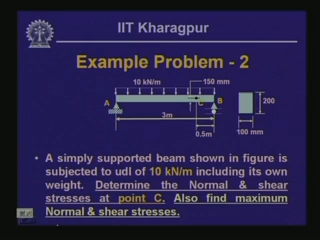 IIT Kharagpur
Example Problem - 2
10 kN/m
150 mm
A
C
B
200
3m
0.5m
100 mm
• A simply supported beam shown in figure is
subjected to udl of 10 kN/m including its own
weight. Determine the Normal & shear
stresses at point C. Also find maximum
Normal & shear stresses.